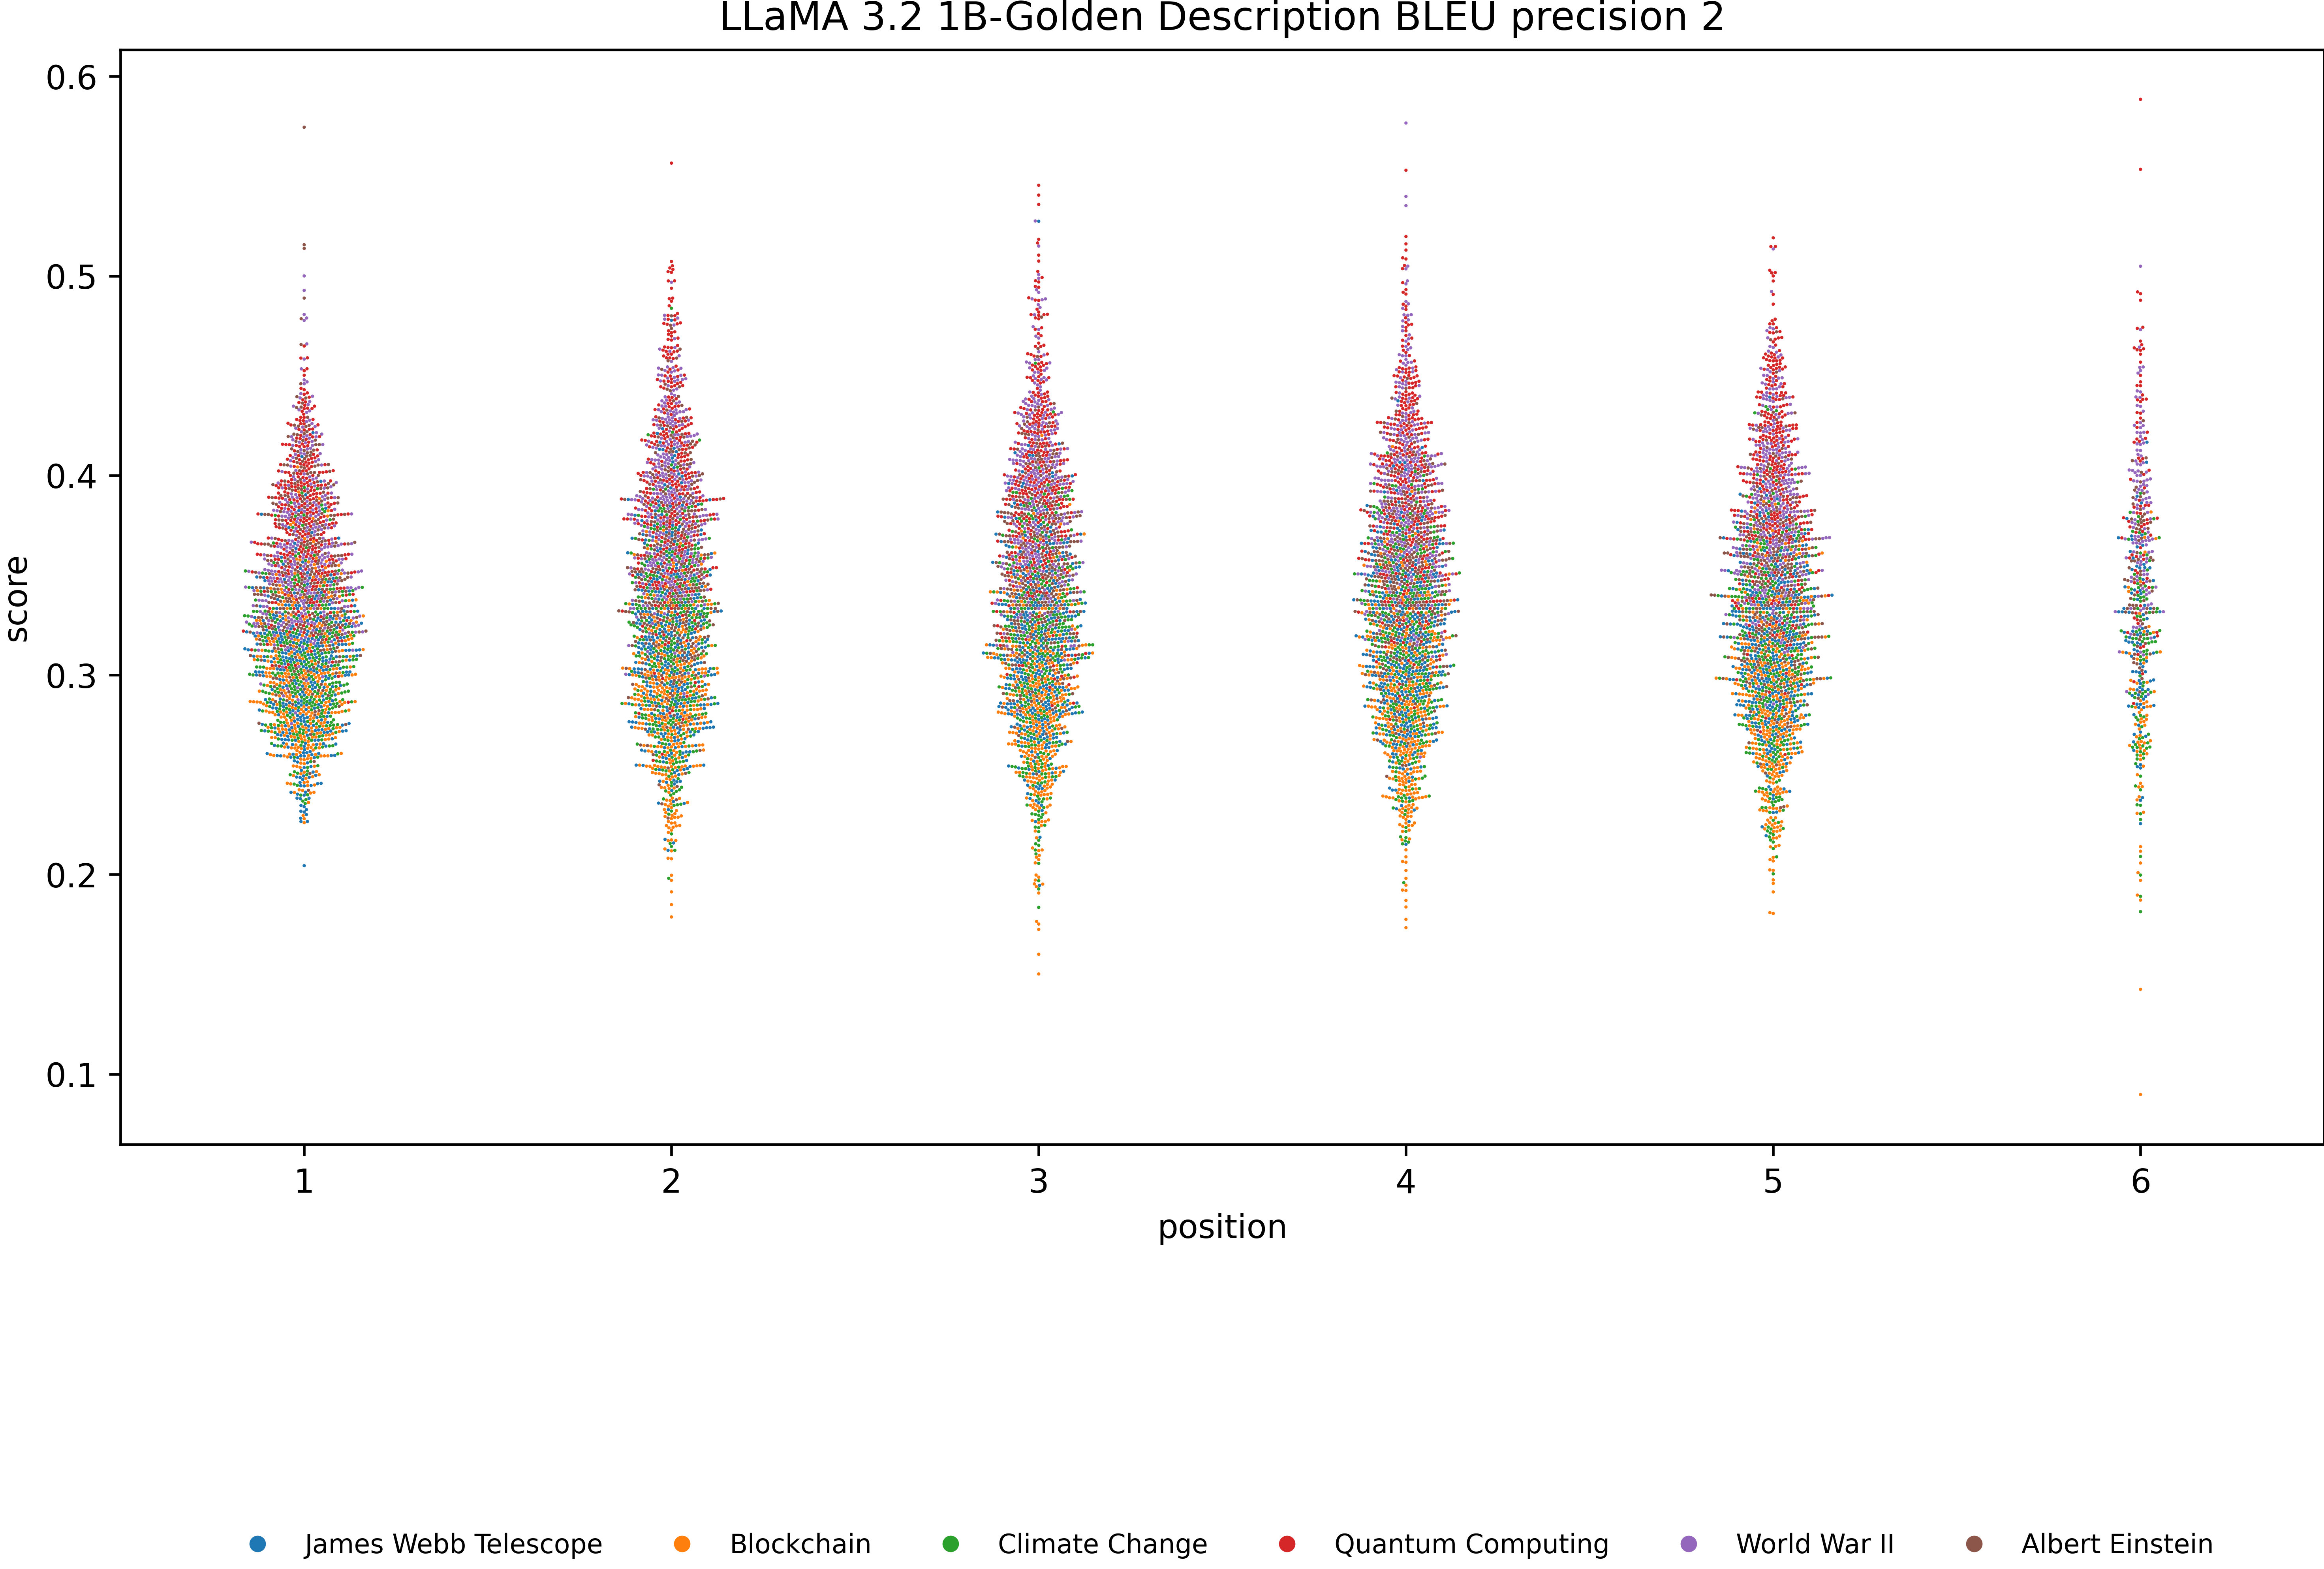 LLaMA 3.2 1B-Golden Description BLEU precision 2
0.6
0.5
0.4
0.3
0.2
0.1
score
1 2 3 4 5 6
position
James Webb Telescope Blockchain Climate Change Quantum Computing World War II Albert Einstein